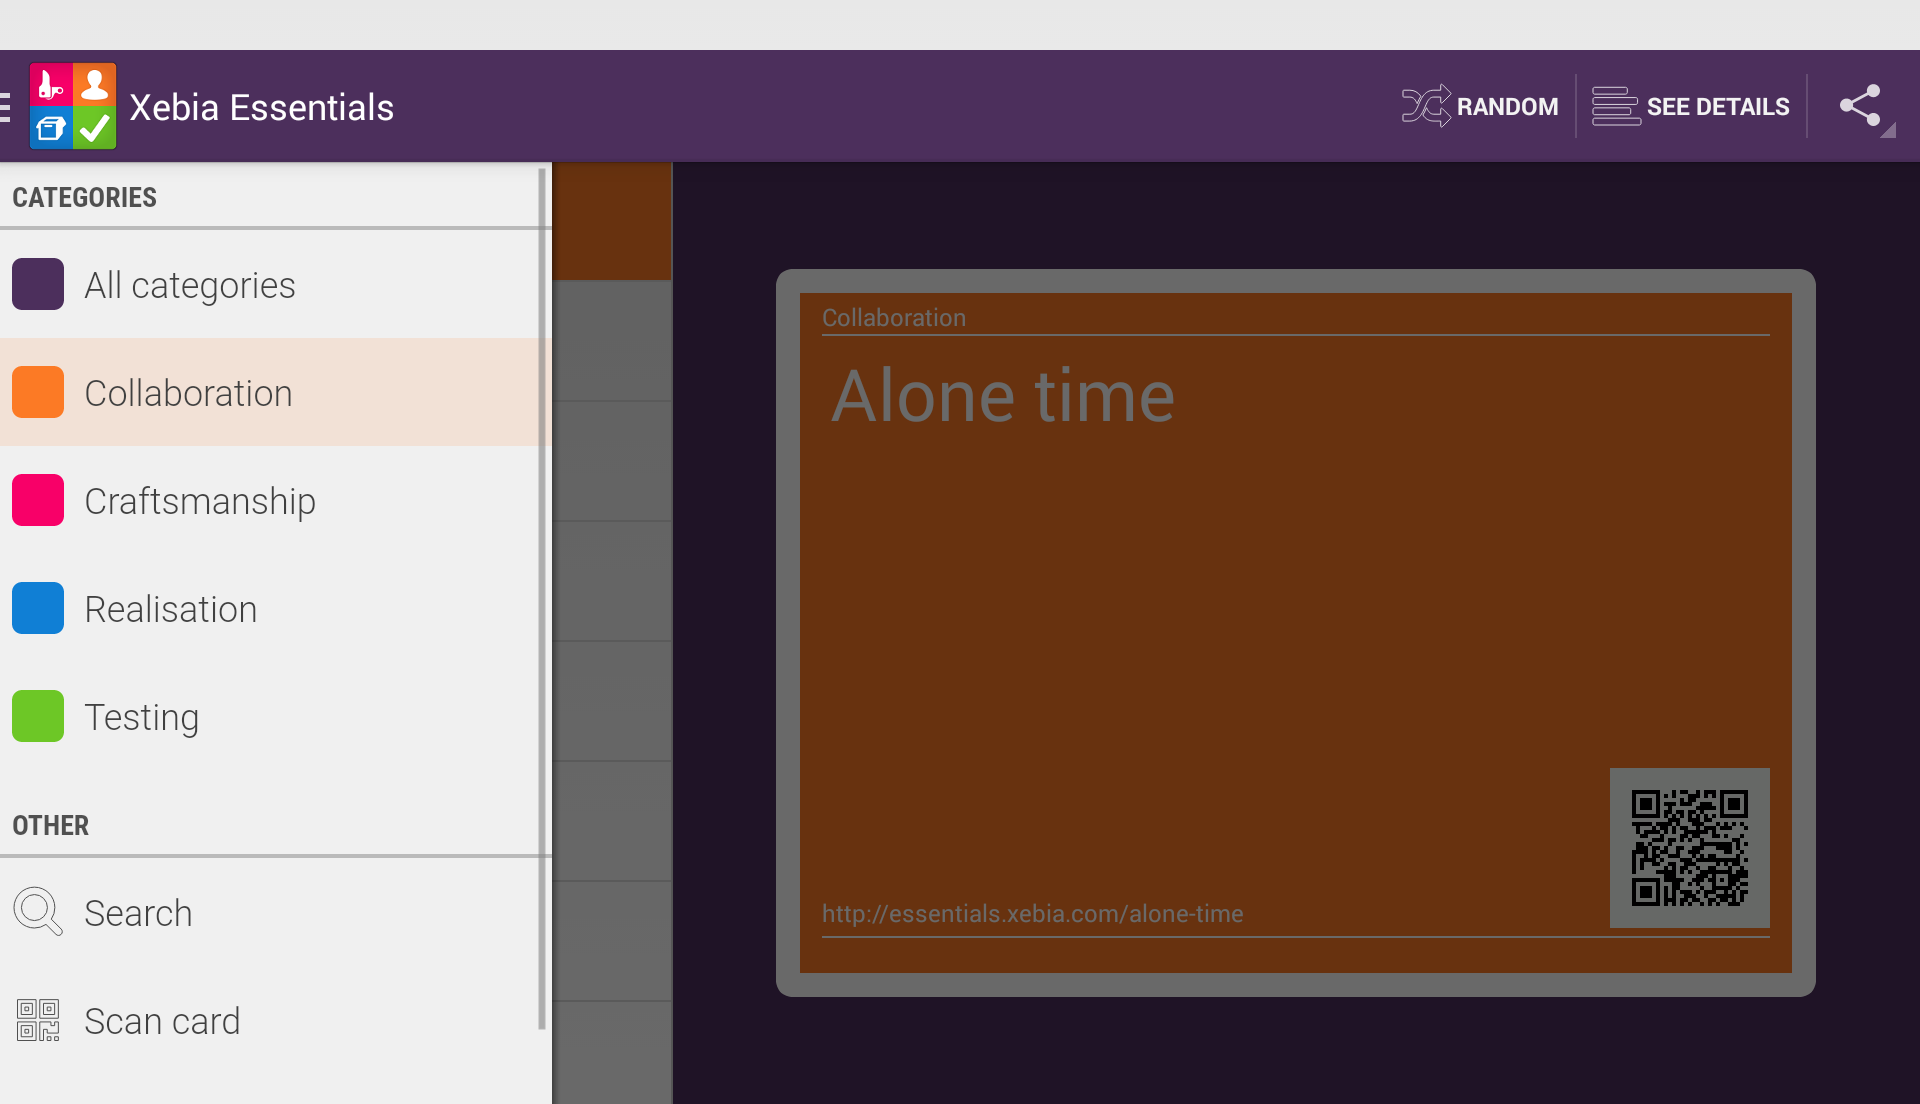 Xebia Essentials
RANDOM
SEE DETAILS
CATEGORIES
All categories
Collaboration
Craftsmanship
Realisation
Testing
OTHER
Search
Scan card
Collaboration
Alone time
http://essentials.xebia.com/alone-time